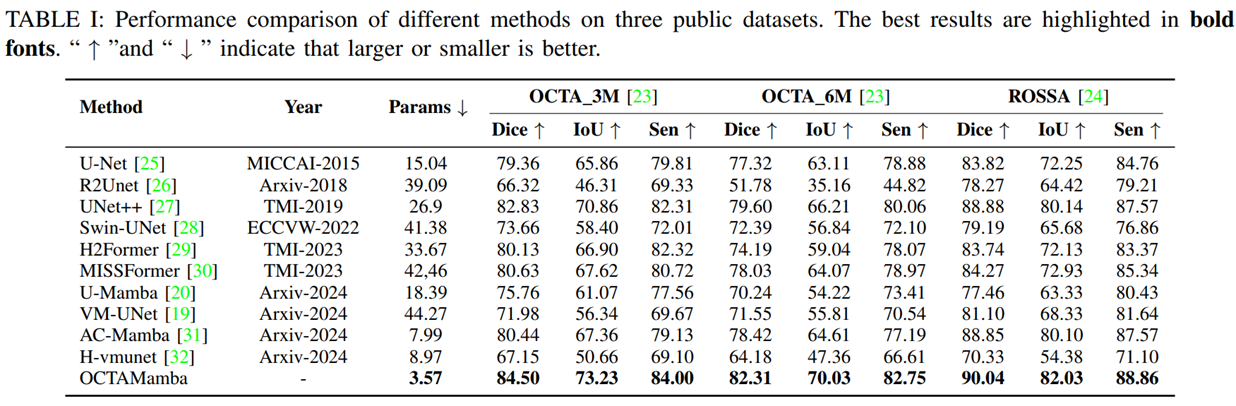 TABLE I: Performance comparison of different methods on three public datasets. The best results are highlighted in bold
fonts. “ ↑ ”and “ ↓ ” indicate that larger or smaller is better.
Method Year Params ↓ OCTA_3M [23] OCTA_6M [23] ROSSA [24]
Dice ↑ IoU ↑ Sen ↑ Dice ↑ IoU ↑ Sen ↑ Dice ↑ IoU ↑ Sen ↑
U-Net [25] MICCAI-2015 15.04 79.36 65.86 79.81 77.32 63.11 78.88 83.82 72.25 84.76
R2Unet [26] Arxiv-2018 39.09 66.32 46.31 69.33 51.78 35.16 44.82 78.27 64.42 79.21
UNet++ [27] TMI-2019 26.9 82.83 70.86 82.31 79.60 66.21 80.06 88.88 80.14 87.57
Swin-UNet [28] ECCVW-2022 41.38 73.66 58.40 72.01 72.39 56.84 72.10 79.19 65.68 76.86
H2Former [29] TMI-2023 33.67 80.13 66.90 82.32 74.19 59.04 78.07 83.74 72.13 83.37
MISSFormer [30] TMI-2023 42,46 80.63 67.62 80.72 78.03 64.07 78.97 84.27 72.93 85.34
U-Mamba [20] Arxiv-2024 18.39 75.76 61.07 77.56 70.24 54.22 73.41 77.46 63.33 80.43
VM-UNet [19] Arxiv-2024 44.27 71.98 56.34 69.67 71.55 55.81 70.54 81.10 68.33 81.64
AC-Mamba [31] Arxiv-2024 7.99 80.44 67.36 79.13 78.42 64.61 77.19 88.85 80.10 87.57
H-vmunet [32] Arxiv-2024 8.97 67.15 50.66 69.10 64.18 47.36 66.61 70.33 54.38 71.10
OCTAMamba - 3.57 84.50 73.23 84.00 82.31 70.03 82.75 90.04 82.03 88.86